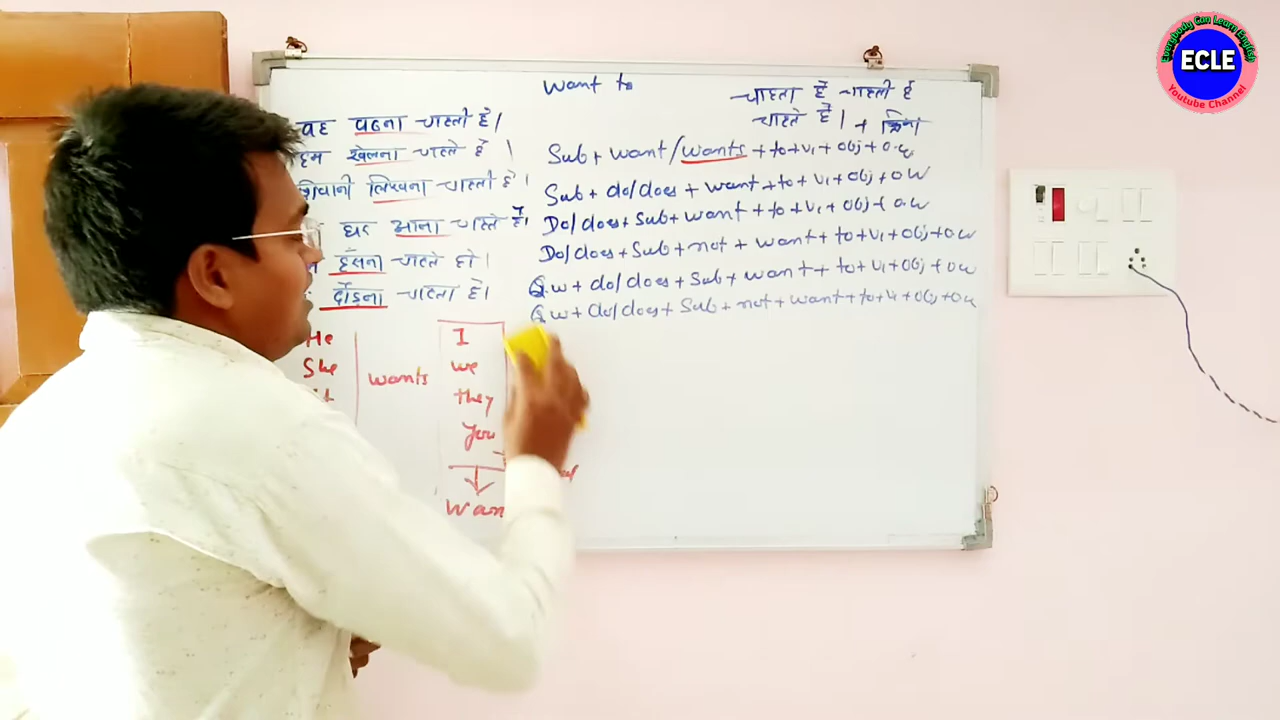 want to
चाहता है चाहती है
चाहते हैं। + क्रिया
वह पढना चाहती है।
हम खेलना चाहते है ।
शिवानी लिखना चाहती है।
घर आना चाहते हैं।
हँसना चाहते हो।
दौड़ना चाहता है।
Sub + want/wants + to + V1 + Obj + o.w
Sub + do/does + want + to + V1 + Obj + o w
Do/does + Sub + want + to + V1 + Obj + o.w
Do/does + Sub + not + want + to + V1 + Obj + o w
Q.w + do/does + Sub + want + to + V1 + Obj + o w
Q w + do/does + Sub + not + want + to + V1 + Obj + o w
He
She
it
wants
I
we
they
you
Wan
Everybody Can Learn English
ECLE
Youtube Channel